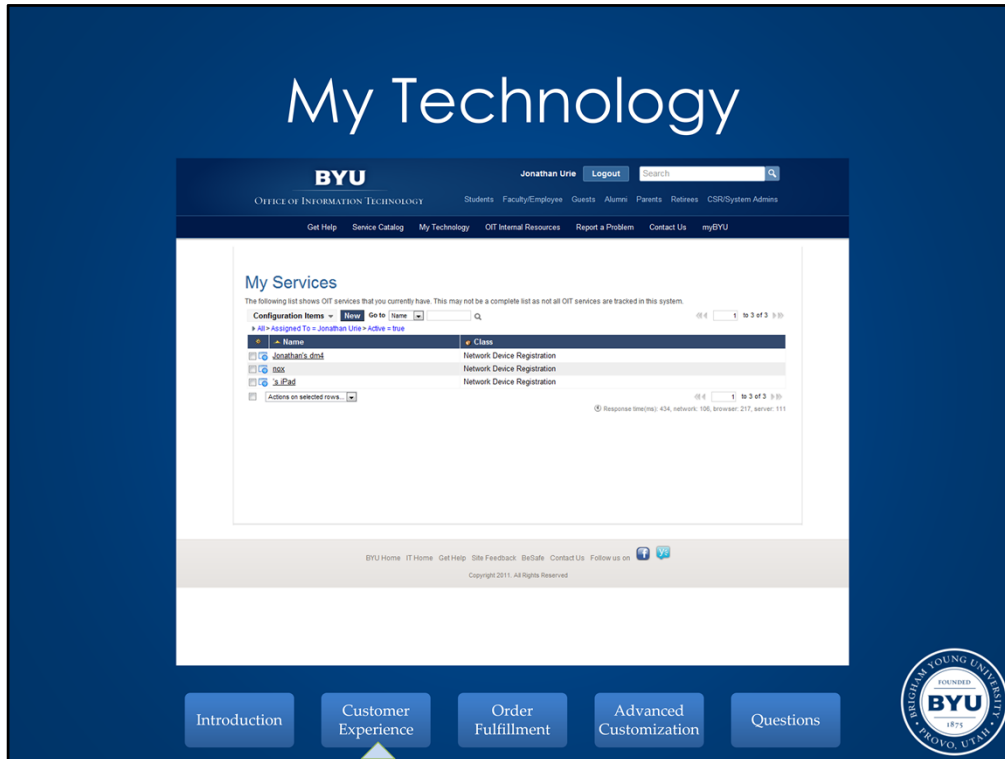 My Technology
BYU
Jonathan Urie Logout Search
OFFICE OF INFORMATION TECHNOLOGY
Students Faculty/Employee Guests Alumni Parents Retirees CSR/System Admins
Get Help Service Catalog My Technology OIT Internal Resources Report a Problem Contact Us myBYU
My Services
The following list shows OIT services that you currently have. This may not be a complete list as not all OIT services are tracked in this system.
Configuration Items New Go to Name 1 to 3 of 3
All > Assigned To = Jonathan Urie > Active = true
Name Class
Jonathan's dm4 Network Device Registration
nox Network Device Registration
's iPad Network Device Registration
Actions on selected rows... 1 to 3 of 3
Response time(ms): 434, network: 106, browser: 217, server: 111
BYU Home IT Home Get Help Site Feedback BeSafe Contact Us Follow us on
Copyright 2011. All Rights Reserved
Introduction
Customer
Experience
Order
Fulfillment
Advanced
Customization
Questions
BRIGHAM YOUNG UNIVERSITY
FOUNDED
BYU
1875
PROVO, UTAH